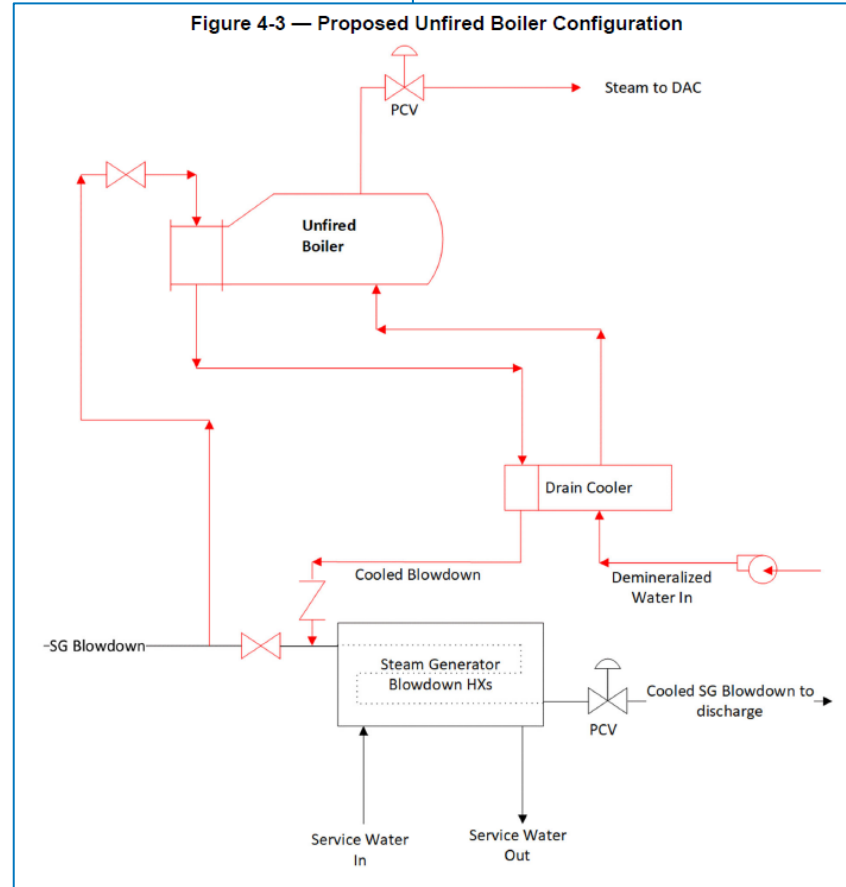 Figure 4-3 — Proposed Unfired Boiler Configuration
PCV
Steam to DAC
Unfired
Boiler
Drain Cooler
Cooled Blowdown
Demineralized
Water In
-SG Blowdown
Steam Generator
Blowdown HXs
Cooled SG Blowdown to
discharge
PCV
Service Water
In
Service Water
Out